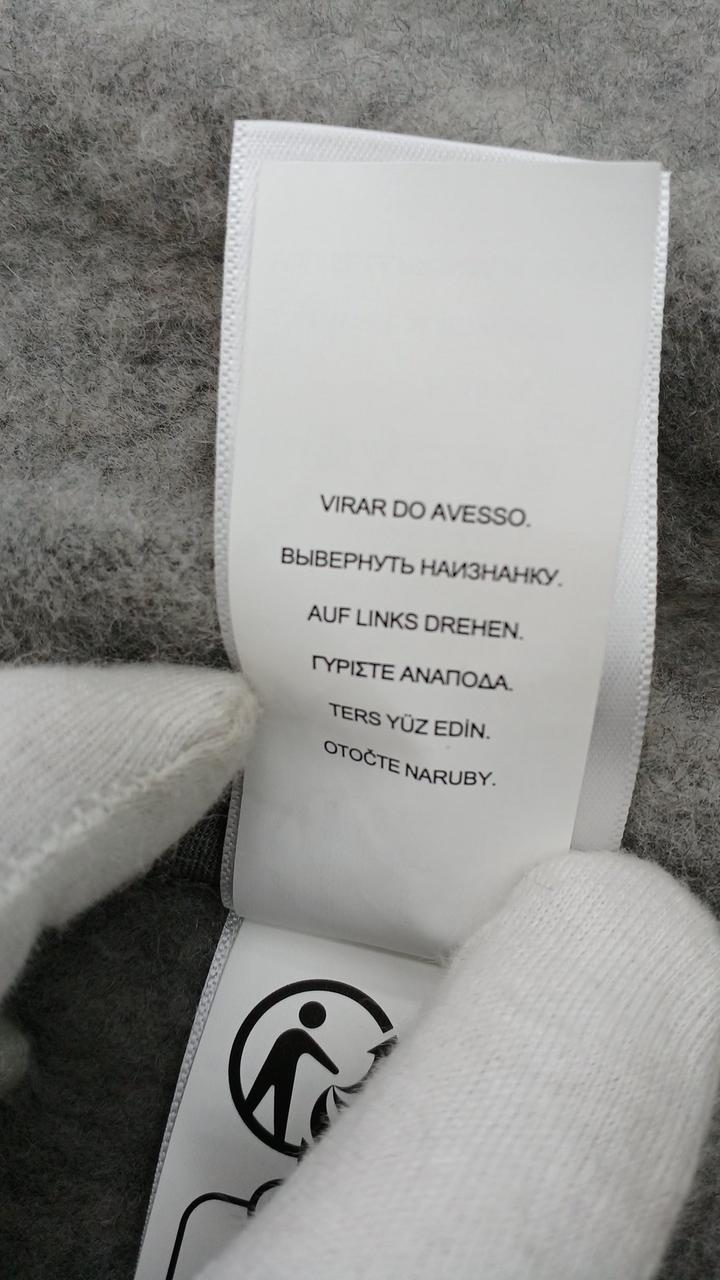 VIRAR DO AVESSO.
ВЫВЕРНУТЬ НАИЗНАНКУ.
AUF LINKS DREHEN.
ΓΥΡΙΣΤΕ ΑΝΑΠΟΔΑ.
TERS YÜZ EDİN.
OTOČTE NARUBY.